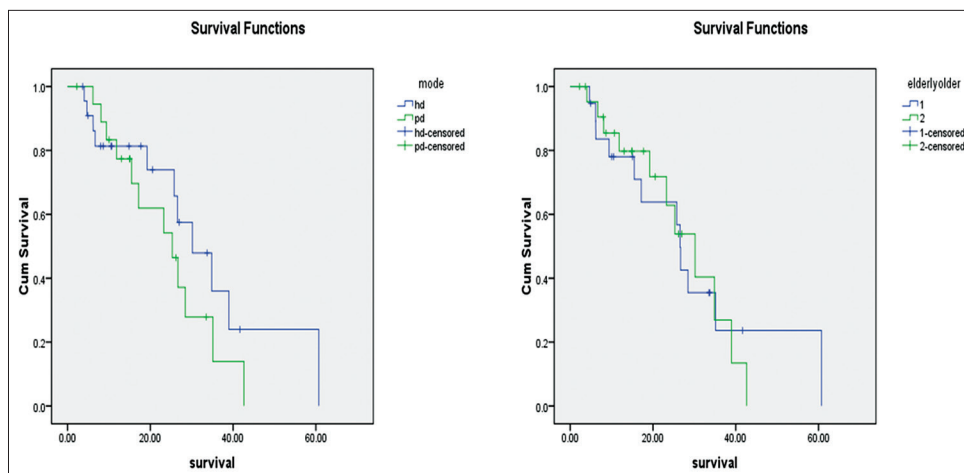 Survival Functions
mode
hd
pd
hd-censored
pd-censored
Cum Survival
1.0
0.8
0.6
0.4
0.2
0.0
0.00 20.00 40.00 60.00
survival
Survival Functions
elderlyolder
1
2
1-censored
2-censored
Cum Survival
1.0
0.8
0.6
0.4
0.2
0.0
0.00 20.00 40.00 60.00
survival